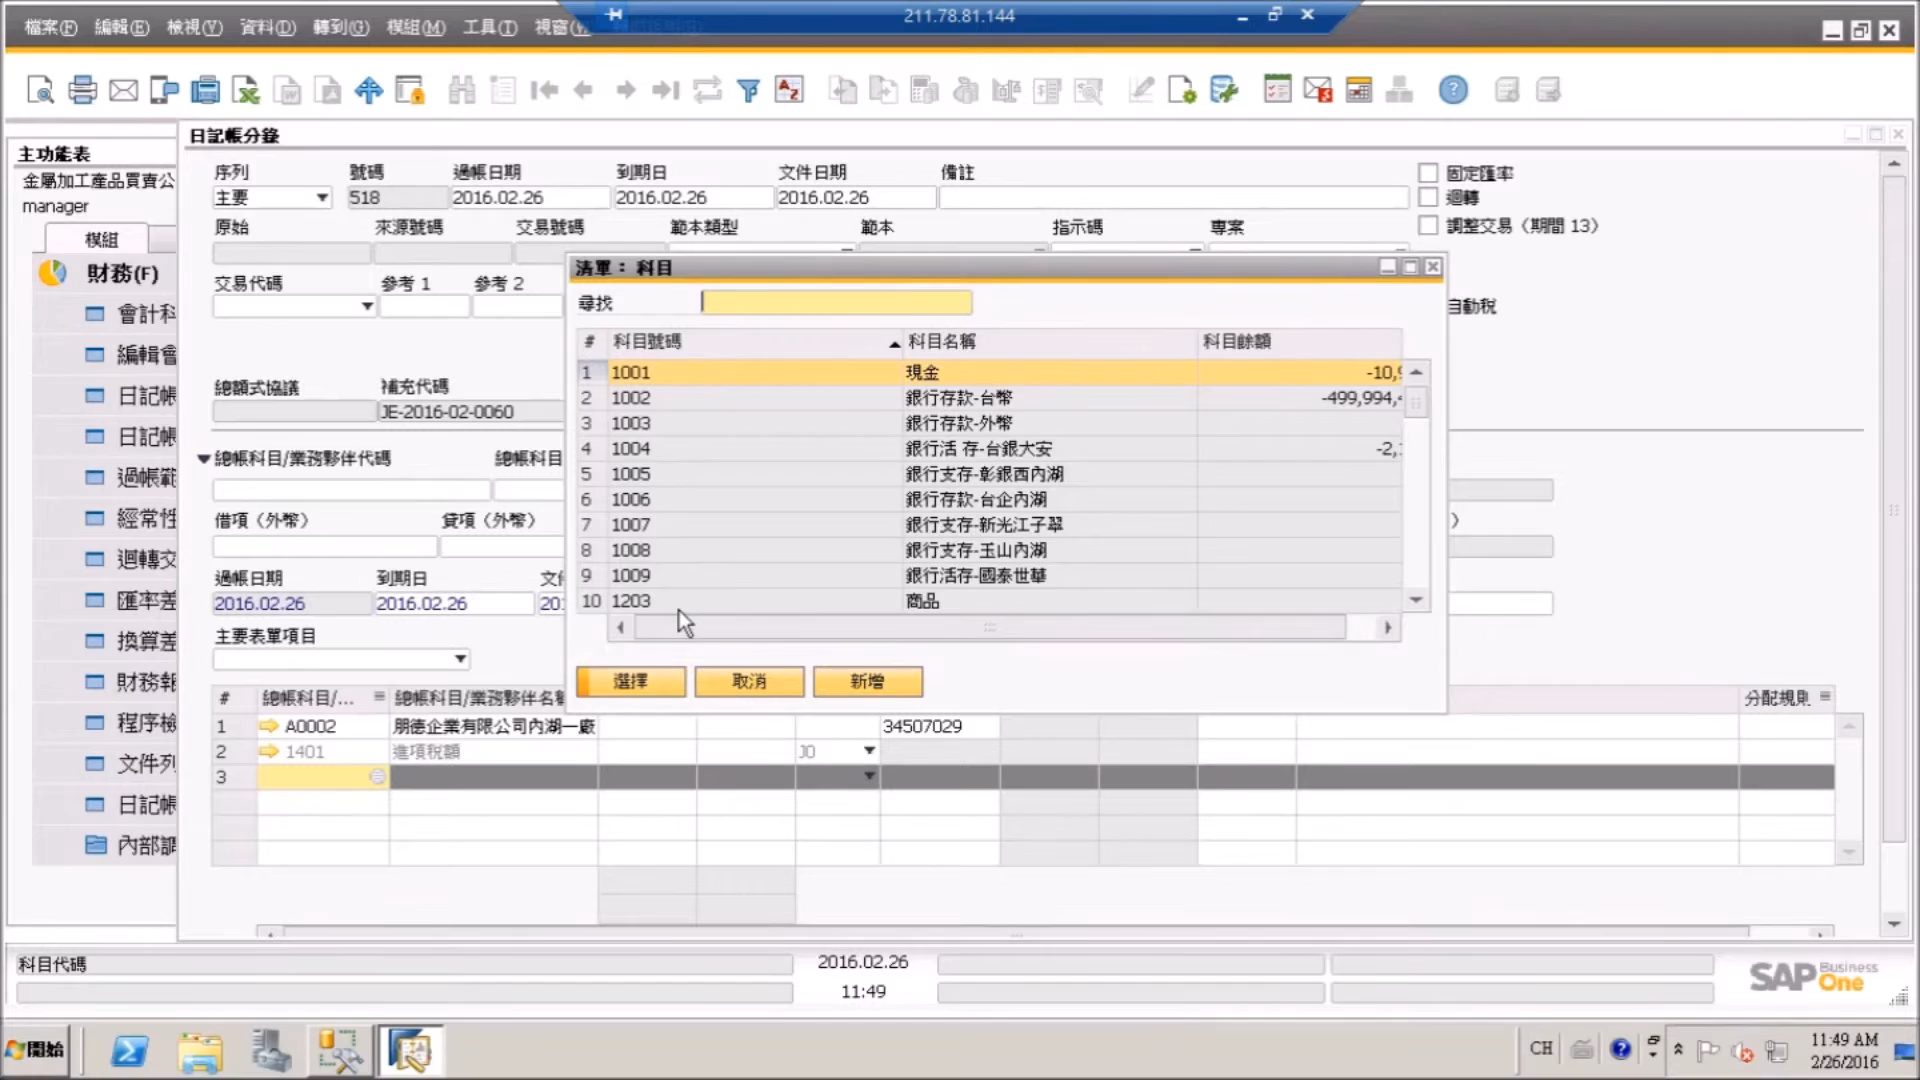 211.78.81.144
檔案(F) 編輯(E) 檢視(V) 資料(D) 轉到(G) 模組(M) 工具(T) 視窗(W)
主功能表
金屬加工產品買賣公
manager
模組
財務(F)
會計科
編輯會
日記帳
日記帳
過帳範
經常性
迴轉交
匯率差
換算差
財務報
程序檢
文件列
日記帳
內部調
日記帳分錄
序列 號碼 過帳日期 到期日 文件日期 備註
主要 518 2016.02.26 2016.02.26 2016.02.26
固定匯率
迴轉
調整交易（期間 13）
原始 來源號碼 交易號碼 範本類型 範本 指示碼 專案
交易代碼 參考 1 參考 2
自動稅
總額式協議 補充代碼
JE-2016-02-0060
總帳科目/業務夥伴代碼 總帳科目
借項（外幣） 貸項（外幣） ）
過帳日期 到期日 文件
2016.02.26 2016.02.26 201
主要表單項目
清單： 科目
尋找
# 科目號碼 科目名稱 科目餘額
1 1001 現金 -10,9
2 1002 銀行存款-台幣 -499,994,4
3 1003 銀行存款-外幣
4 1004 銀行活 存-台銀大安 -2,
5 1005 銀行支存-彰銀西內湖
6 1006 銀行存款-台企內湖
7 1007 銀行支存-新光江子翠
8 1008 銀行支存-玉山內湖
9 1009 銀行活存-國泰世華
10 1203 商品
選擇 取消 新增
# 總帳科目/... 總帳科目/業務夥伴名稱 分配規則
1 A0002 朋德企業有限公司內湖一廠 34507029
2 1401 進項稅額 J0
3
科目代碼
2016.02.26
11:49
SAP Business One
開始
CH
11:49 AM
2/26/2016